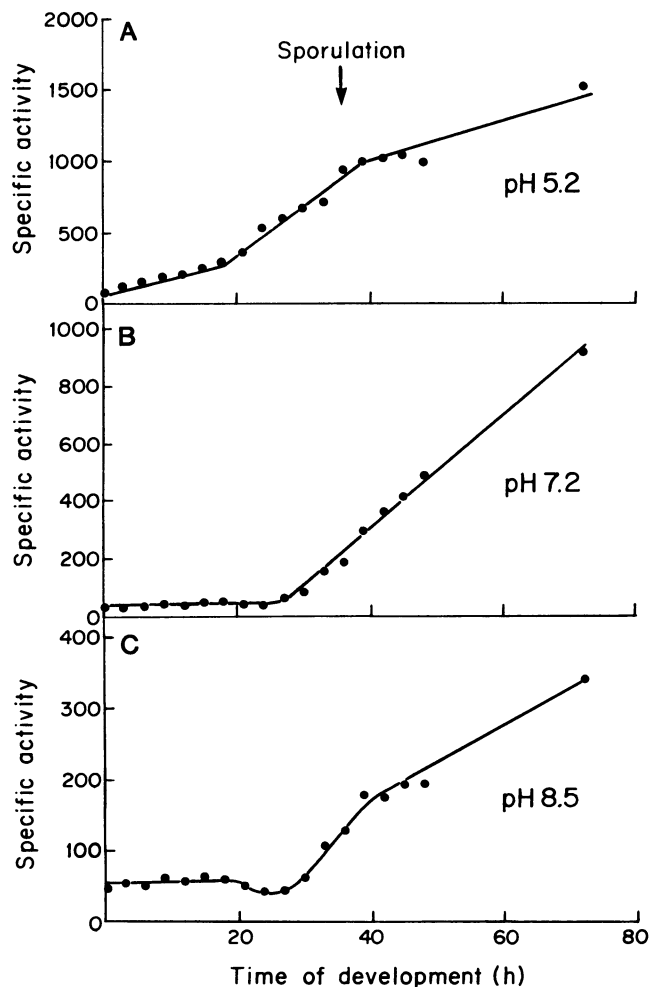 A
Sporulation
2000
1500
1000
500
0
Specific activity
pH 5.2
B
1000
800
600
400
200
0
Specific activity
pH 7.2
C
400
300
200
100
0
Specific activity
pH 8.5
0 20 40 60 80
Time of development (h)